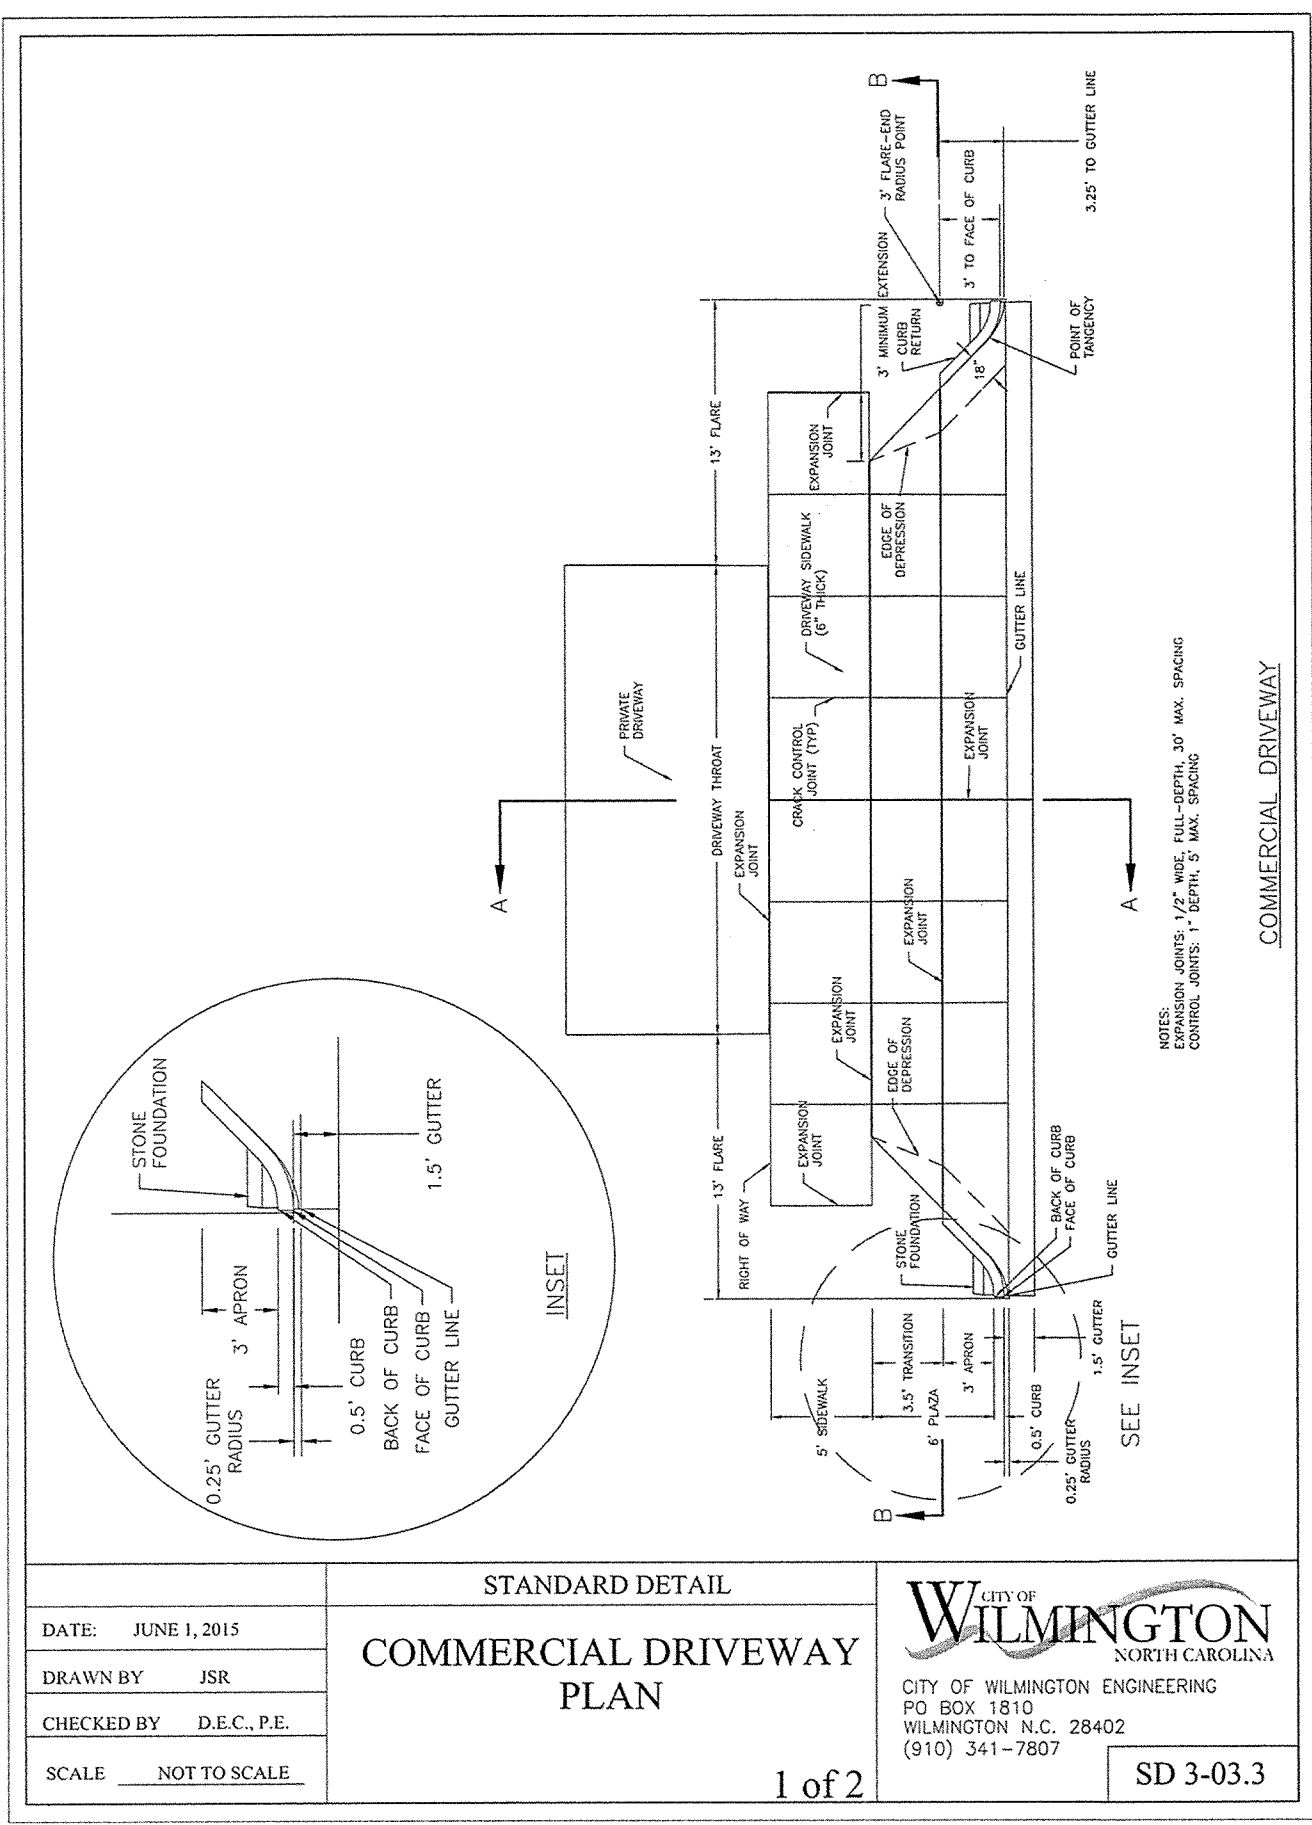 B
3' FLARE-END
RADIUS POINT
3.25' TO GUTTER LINE
3' TO FACE OF CURB
3' MINIMUM EXTENSION
CURB
RETURN
18"
POINT OF
TANGENCY
13' FLARE
EXPANSION
JOINT
EDGE OF
DEPRESSION
DRIVEWAY SIDEWALK
(6" THICK)
GUTTER LINE
PRIVATE
DRIVEWAY
CRACK CONTROL
JOINT (TYP)
EXPANSION
JOINT
DRIVEWAY THROAT
EXPANSION
JOINT
A
A
EXPANSION
JOINT
EXPANSION
JOINT
EDGE OF
DEPRESSION
13' FLARE
EXPANSION
JOINT
RIGHT OF WAY
STONE
FOUNDATION
BACK OF CURB
FACE OF CURB
GUTTER LINE
5' SIDEWALK
3.5' TRANSITION
6' PLAZA
3' APRON
0.5' CURB
1.5' GUTTER
0.25' GUTTER
RADIUS
B
SEE INSET
NOTES:
EXPANSION JOINTS: 1/2" WIDE, FULL-DEPTH, 30' MAX. SPACING
CONTROL JOINTS: 1" DEPTH, 5' MAX. SPACING
COMMERCIAL DRIVEWAY
STONE
FOUNDATION
1.5' GUTTER
3' APRON
0.25' GUTTER
RADIUS
0.5' CURB
BACK OF CURB
FACE OF CURB
GUTTER LINE
INSET
DATE: JUNE 1, 2015
DRAWN BY JSR
CHECKED BY D.E.C., P.E.
SCALE NOT TO SCALE
STANDARD DETAIL
COMMERCIAL DRIVEWAY
PLAN
1 of 2
CITY OF
WILMINGTON
NORTH CAROLINA
CITY OF WILMINGTON ENGINEERING
PO BOX 1810
WILMINGTON N.C. 28402
(910) 341-7807
SD 3-03.3